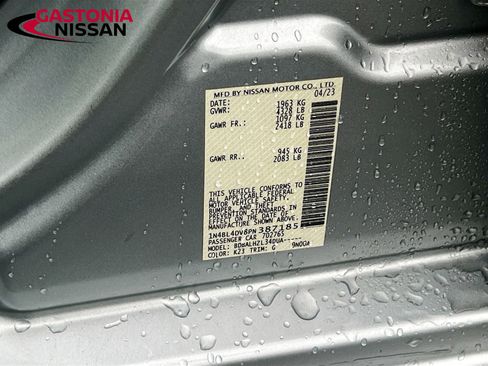 GASTONIA
NISSAN
MFD BY NISSAN MOTOR CO., LTD.
04/23
DATE: 1963 KG
GVWR: 4328 LB
GAWR FR.: 1097 KG
2418 LB
GAWR RR.: 945 KG
2083 LB
THIS VEHICLE CONFORMS TO
ALL APPLICABLE FEDERAL
MOTOR VEHICLE SAFETY,
BUMPER, AND THEFT
PREVENTION STANDARDS
IN EFFECT ON THE DATE OF
MANUFACTURE SHOWN ABOVE.
1N4BL4DV8PN387185
PASSENGER CAR 702765
MODEL:
COLOR: K23 TRIM: G